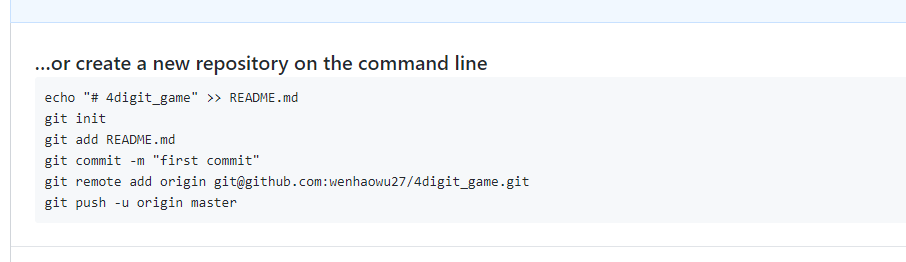 ...or create a new repository on the command line
echo "# 4digit_game" >> README.md
git init
git add README.md
git commit -m "first commit"
git remote add origin git@github.com:wenhaowu27/4digit_game.git
git push -u origin master